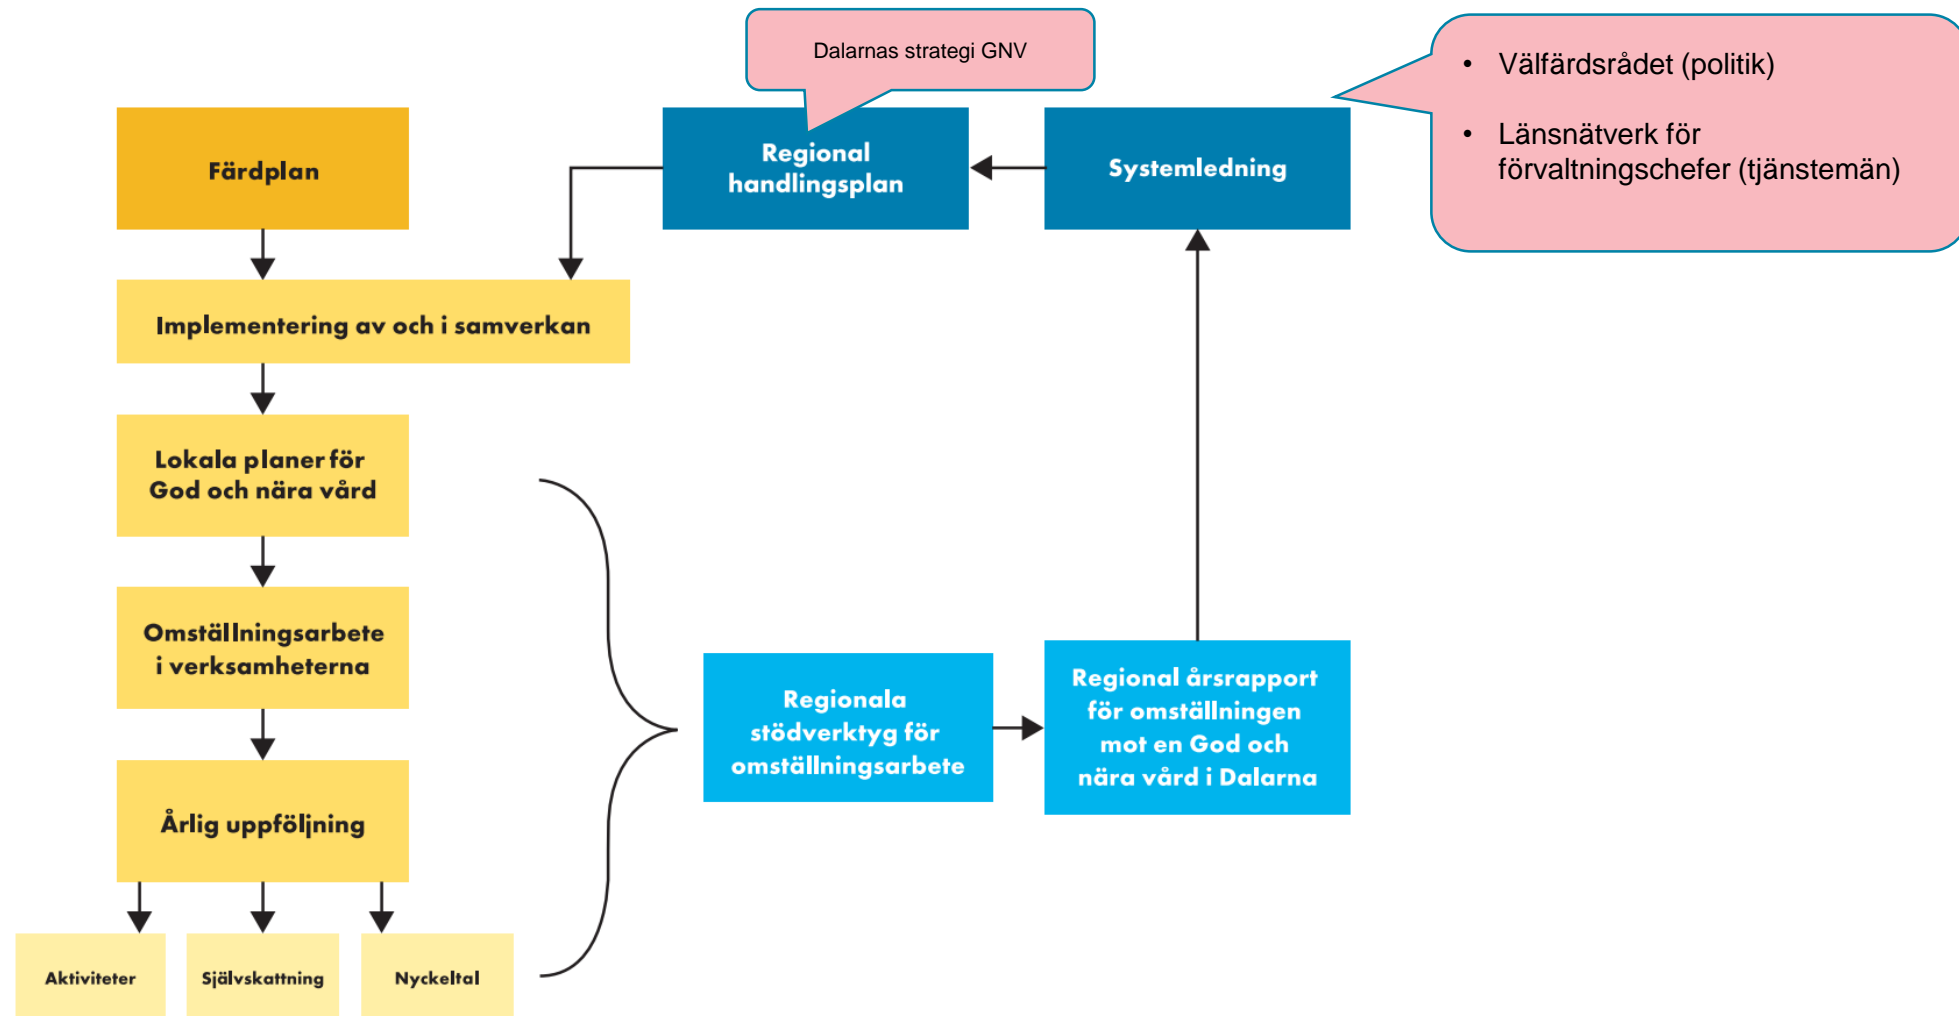 Dalarnas strategi GNV
• Välfärdsrådet (politik)
• Länsnätverk för
förvaltningschefer (tjänstemän)
Färdplan
Regional
handlingsplan
Systemledning
Implementering av och i samverkan
Lokala planer för
God och nära vård
Omställningsarbete
i verksamheterna
Regionala
stödverktyg för
omställningsarbete
Regional årsrapport
för omställningen
mot en God och
nära vård i Dalarna
Årlig uppföljning
Aktiviteter
Självskattning
Nyckeltal